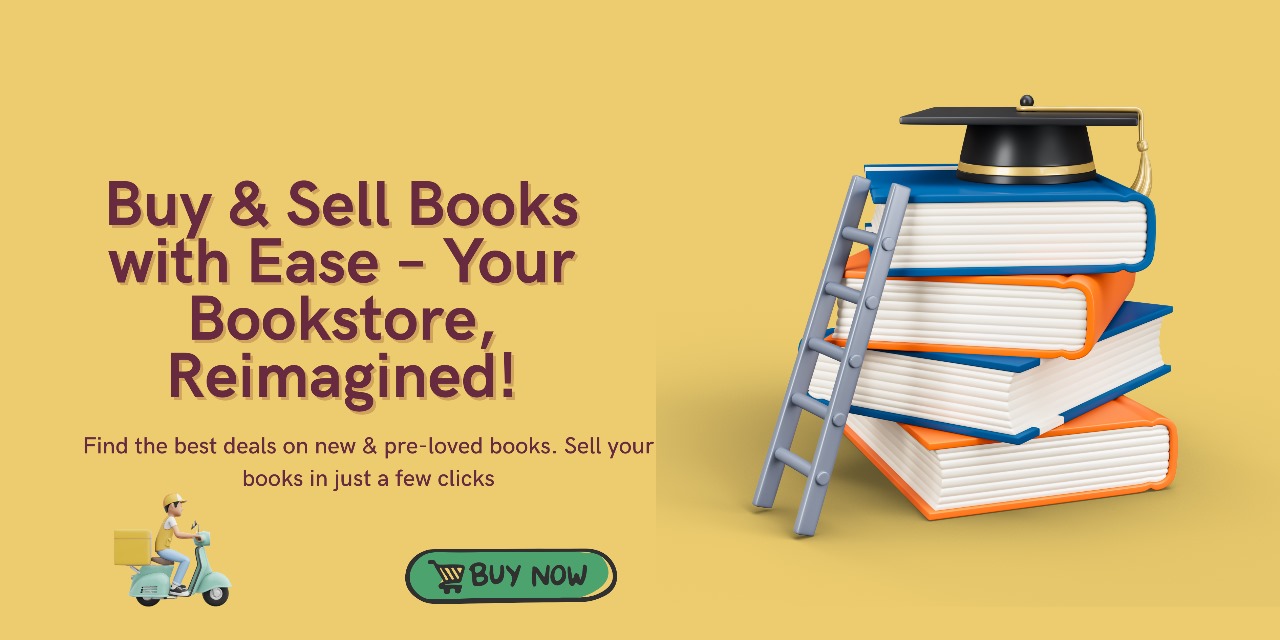 Buy & Sell Books
with Ease – Your
Bookstore,
Reimagined!
Find the best deals on new & pre-loved books. Sell your
books in just a few clicks
BUY NOW